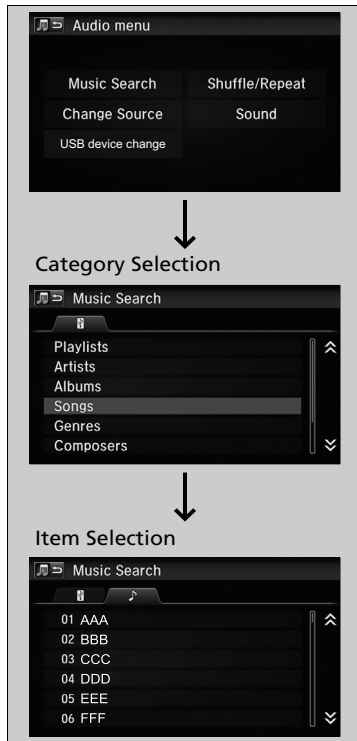 Audio menu
Music Search Shuffle/Repeat
Change Source Sound
USB device change
Category Selection
Music Search
Playlists
Artists
Albums
Songs
Genres
Composers
Item Selection
Music Search
01 AAA
02 BBB
03 CCC
04 DDD
05 EEE
06 FFF